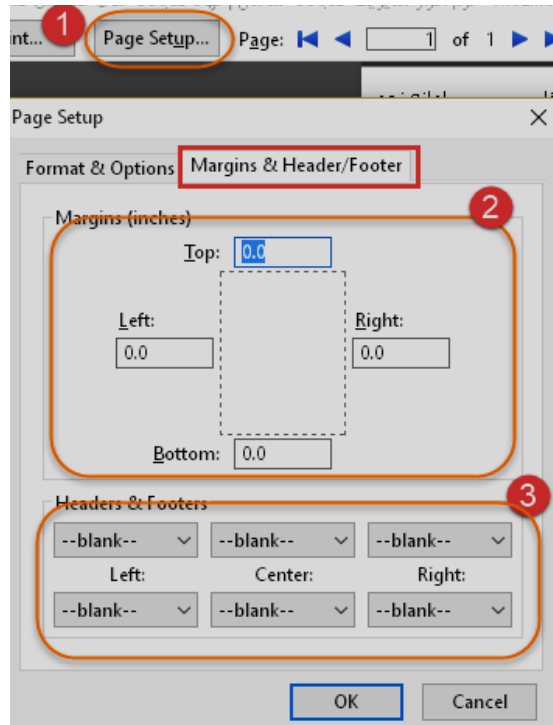 1
int... Page Setup... Page: 1 of 1
Page Setup
Format & Options Margins & Header/Footer
2
Margins (inches)
Top: 0.0
Left: Right:
0.0 0.0
Bottom: 0.0
3
Headers & Footers
--blank-- --blank-- --blank--
Left: Center: Right:
--blank-- --blank-- --blank--
OK Cancel